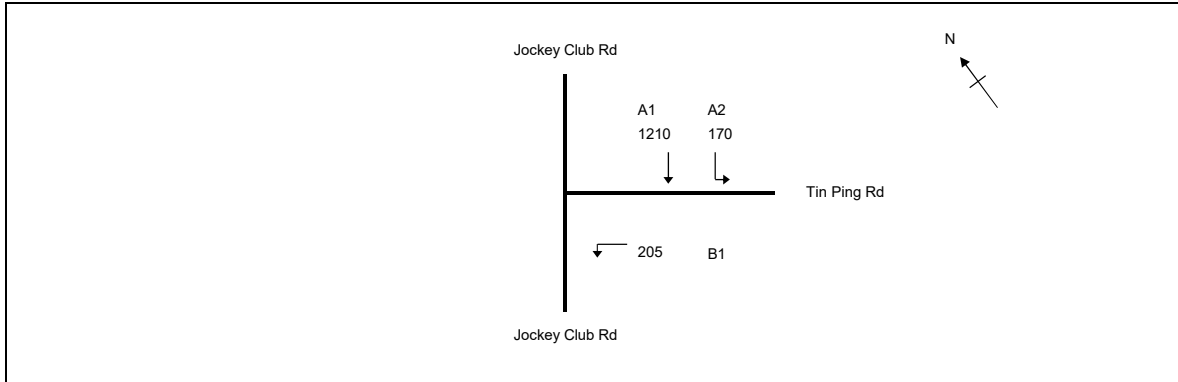 N
Jockey Club Rd
A1 A2
1210 170
Tin Ping Rd
205 B1
Jockey Club Rd